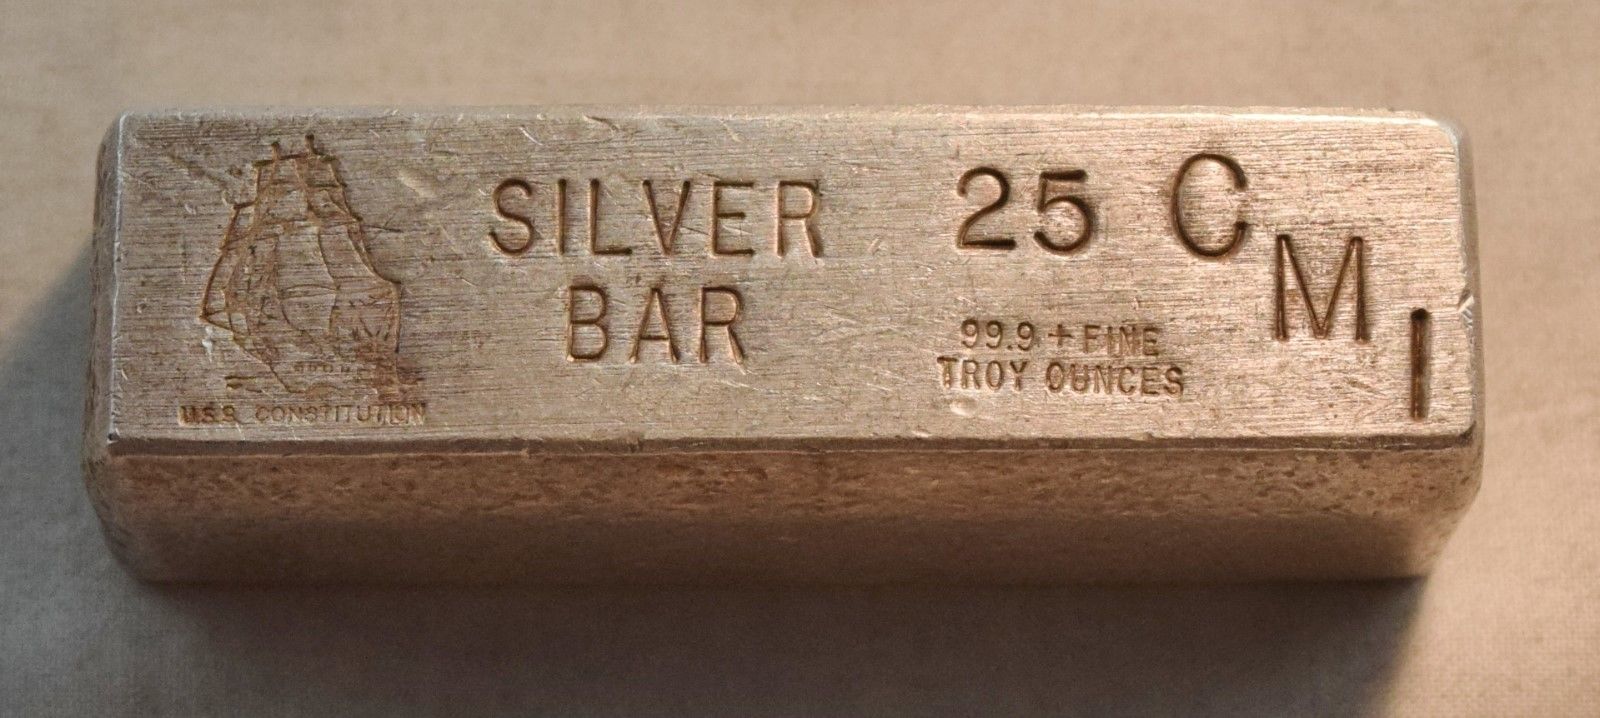 SILVER
BAR
25
99.9 + FINE
TROY OUNCES
C
M
I
U.S.S. CONSTITUTION